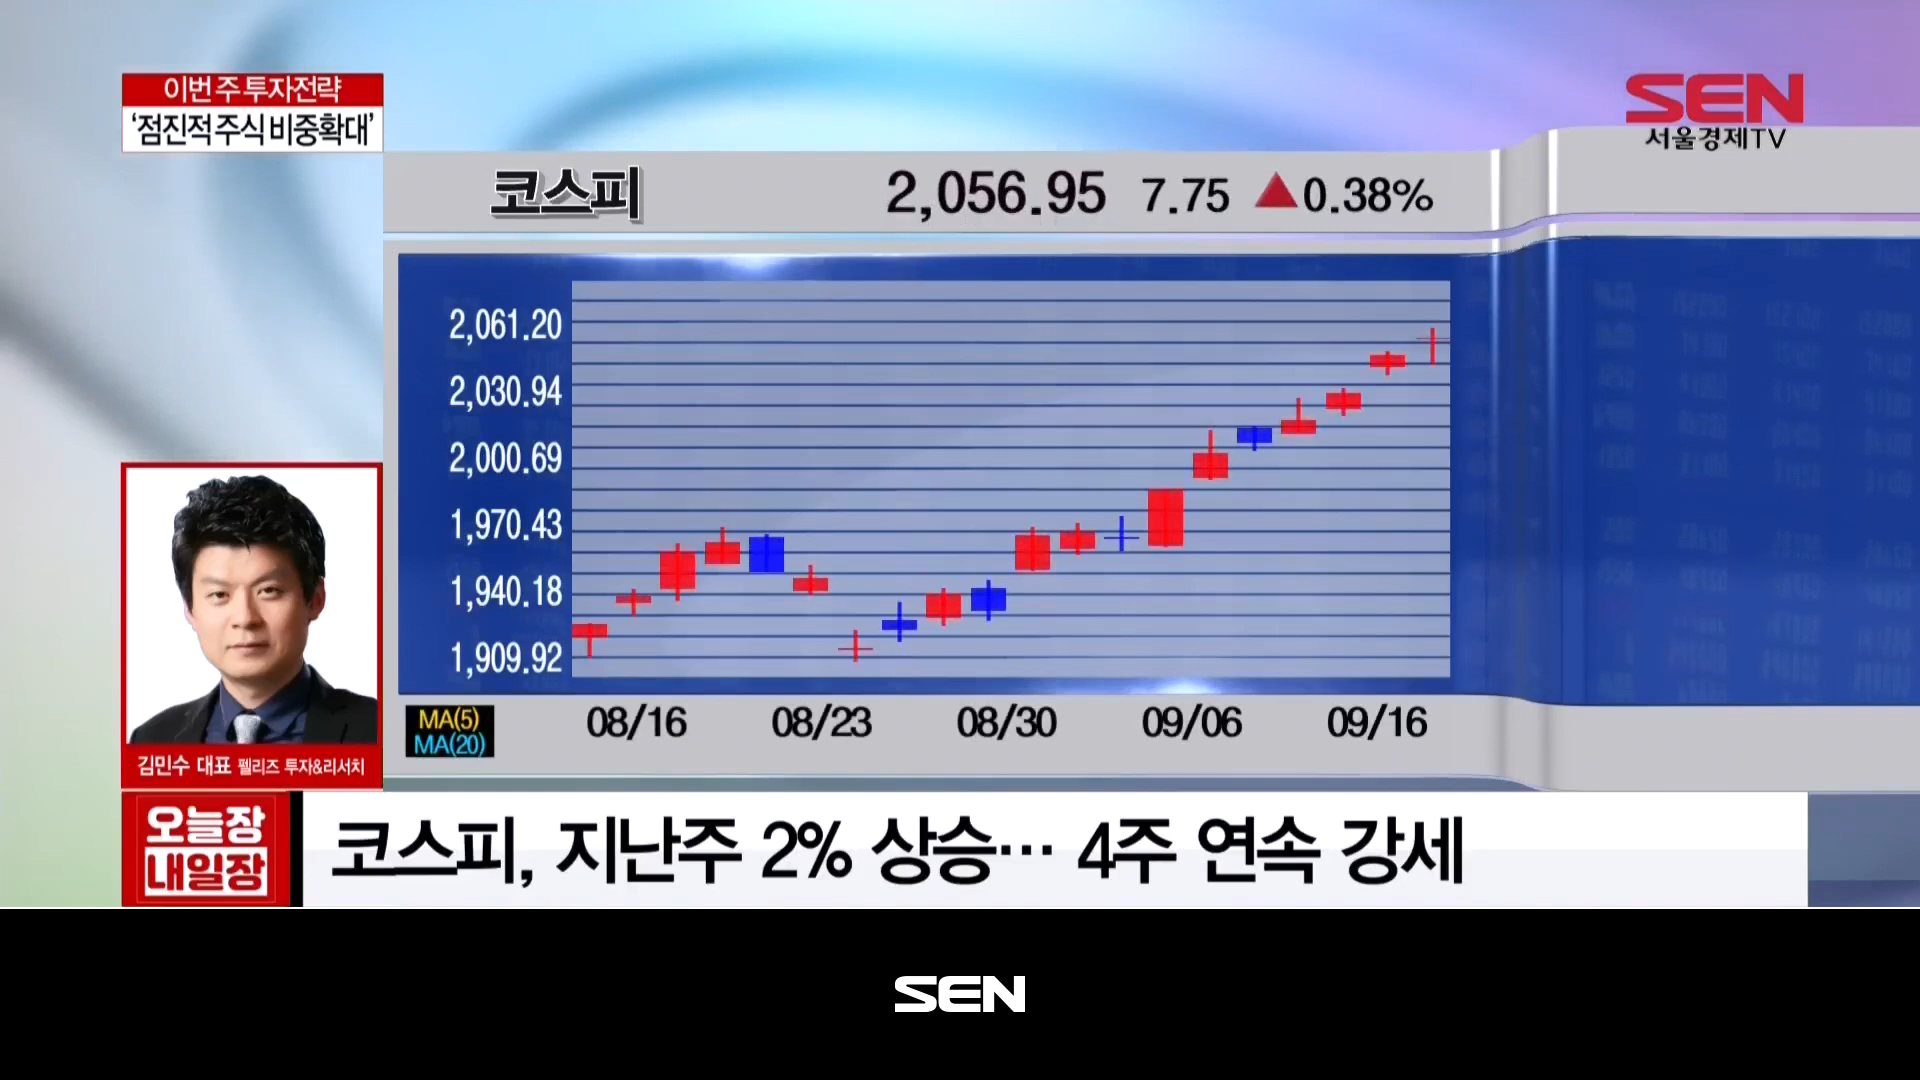 이번 주 투자전략
‘점진적 주식 비중확대’
SEN
서울경제TV
코스피 2,056.95 7.75 ▲0.38%
2,061.20
2,030.94
2,000.69
1,970.43
1,940.18
1,909.92
MA(5)
MA(20)
08/16 08/23 08/30 09/06 09/16
김민수 대표 펠리즈 투자&리서치
오늘장
내일장
코스피, 지난주 2% 상승… 4주 연속 강세
SEN